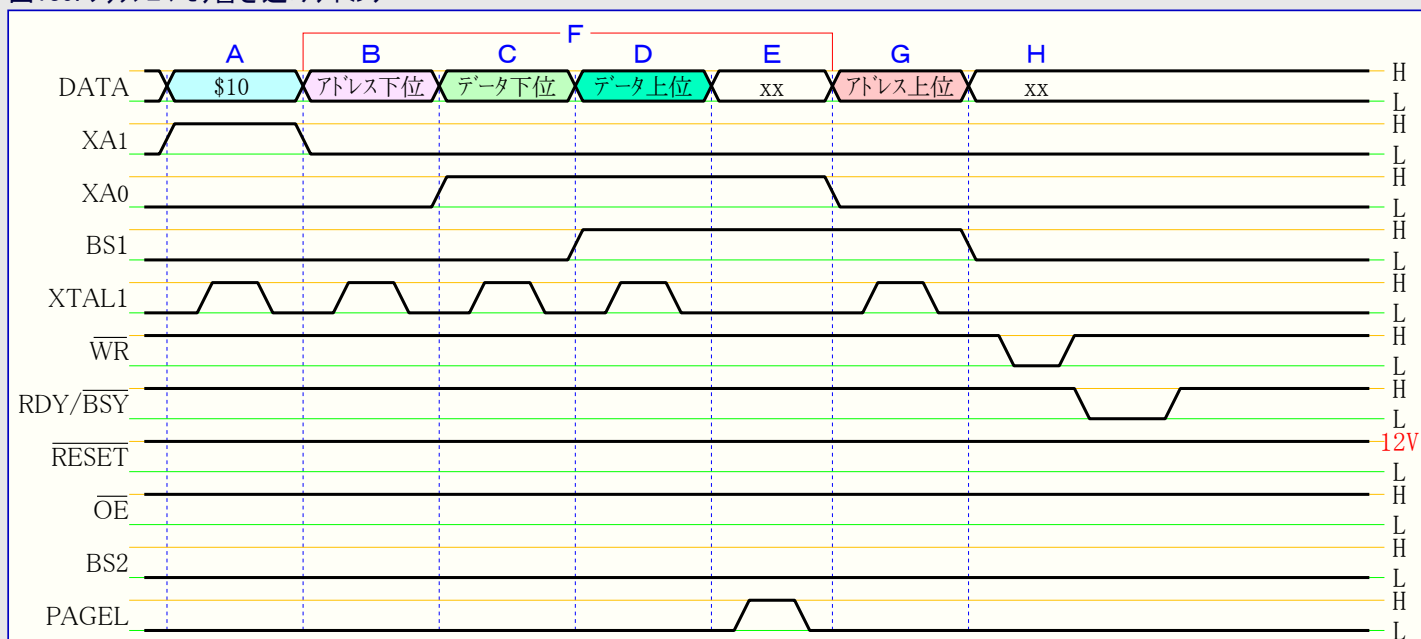 F
A B C D E G H
DATA $10 アドレス下位 データ下位 データ上位 xx アドレス上位 xx H
L
XA1 H
L
XA0 H
L
BS1 H
L
XTAL1 H
L
WR H
L
RDY/BSY H
L
RESET 12V
L
OE H
L
BS2 H
L
PAGEL H
L